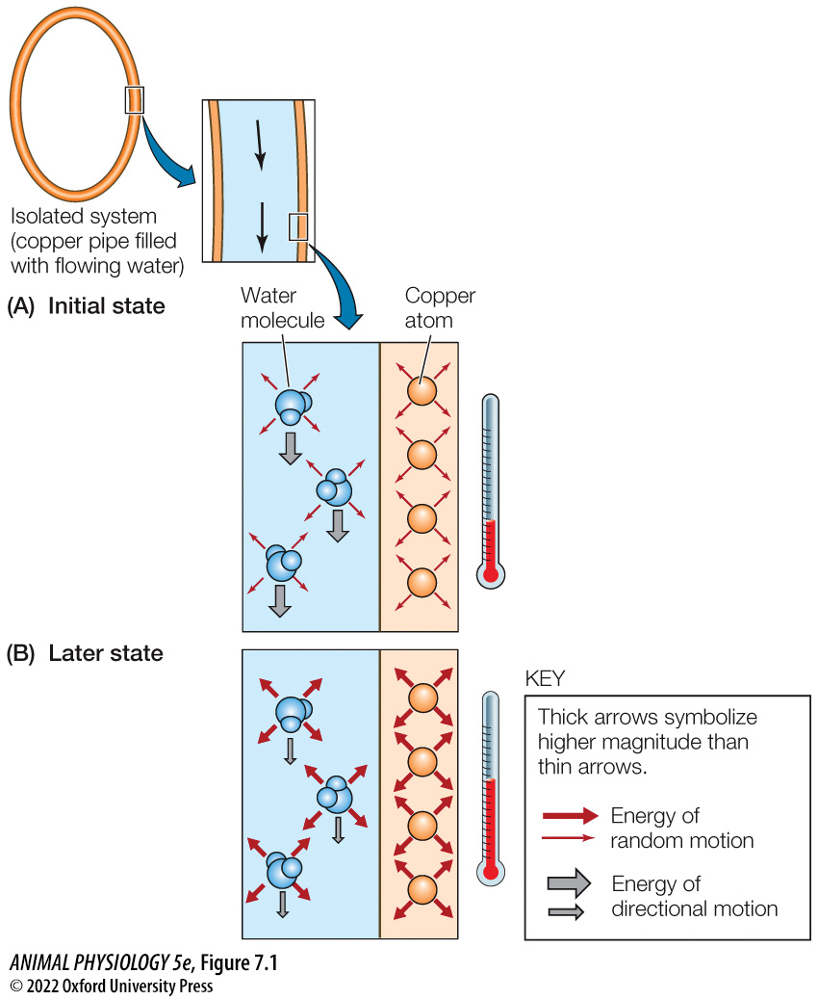 Isolated system
(copper pipe filled
with flowing water)
(A) Initial state
Water
molecule
Copper
atom
(B) Later state
KEY
Thick arrows symbolize
higher magnitude than
thin arrows.
Energy of
random motion
Energy of
directional motion
ANIMAL PHYSIOLOGY 5e, Figure 7.1
© 2022 Oxford University Press